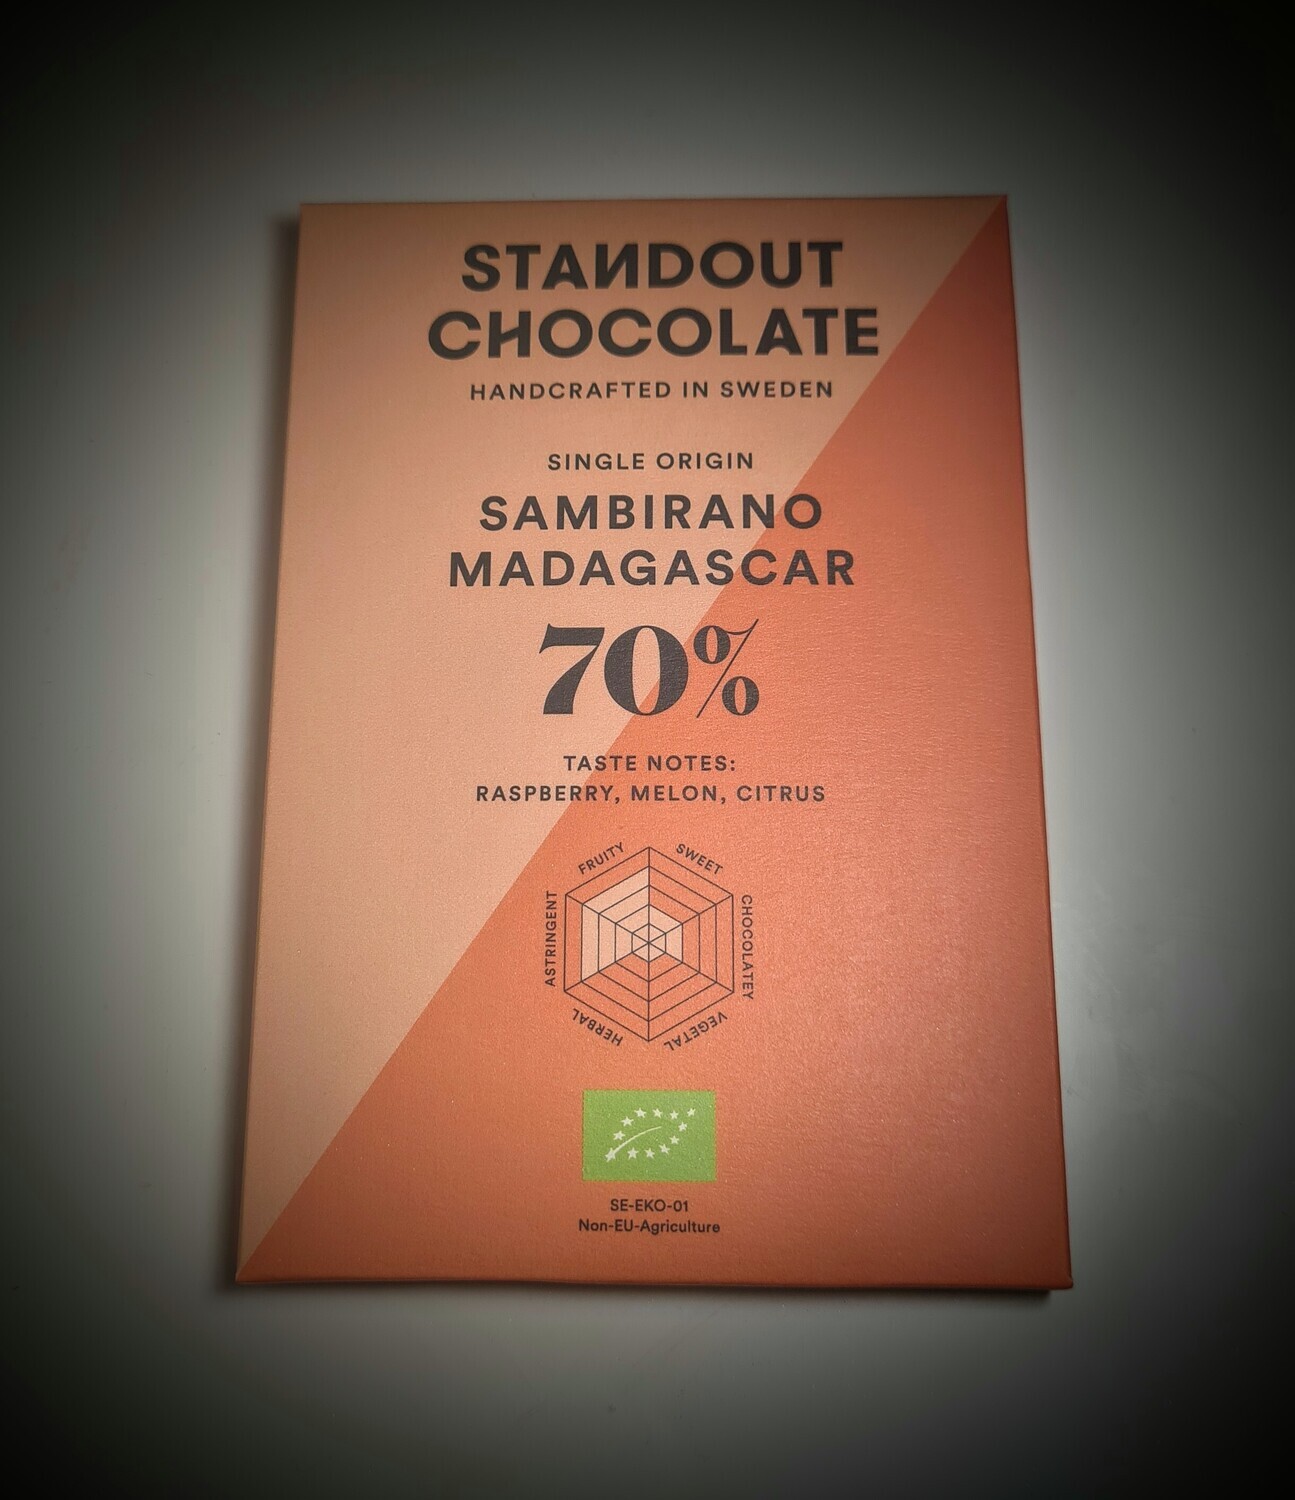 STANDOUT
CHOCOLATE
HANDCRAFTED IN SWEDEN
SINGLE ORIGIN
SAMBIRANO
MADAGASCAR
70%
TASTE NOTES:
RASPBERRY, MELON, CITRUS
FRUITY
SWEET
ASTRINGENT
CHOCOLATEY
HERBAL
VEGETAL
SE-EKO-01
Non-EU-Agriculture